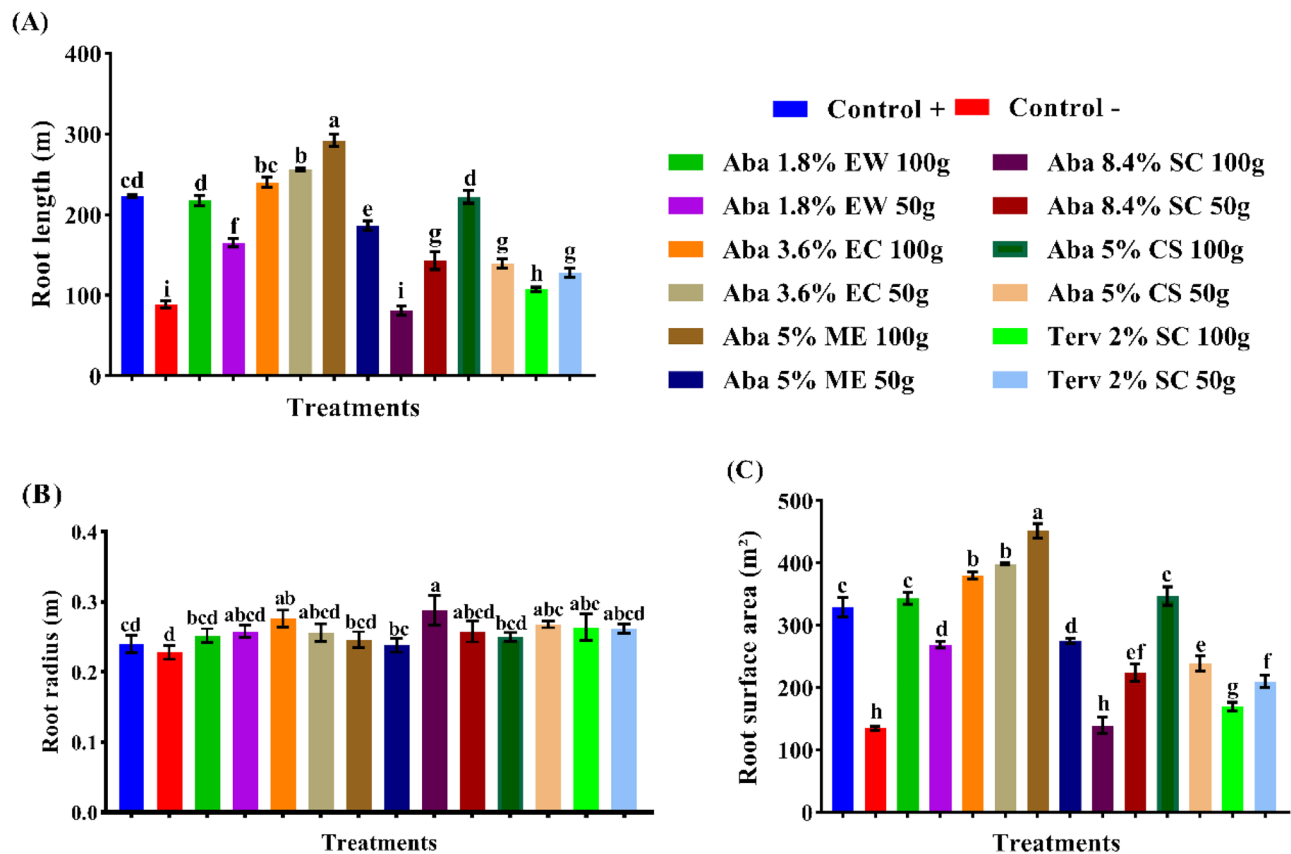 (A)
400
300
200
100
0
Root length (m)
cd i d f bc b a e i g d g h g
Treatments
Control + Control -
Aba 1.8% EW 100g Aba 8.4% SC 100g
Aba 1.8% EW 50g Aba 8.4% SC 50g
Aba 3.6% EC 100g Aba 5% CS 100g
Aba 3.6% EC 50g Aba 5% CS 50g
Aba 5% ME 100g Terv 2% SC 100g
Aba 5% ME 50g Terv 2% SC 50g
(B)
0.4
0.3
0.2
0.1
0.0
Root radius (m)
cd d bcd abcd ab abcd bcd bc a abcd bcd abc abc abcd
Treatments
(C)
500
400
300
200
100
0
Root surface area (m²)
c h c d b b a d h ef c e g f
Treatments